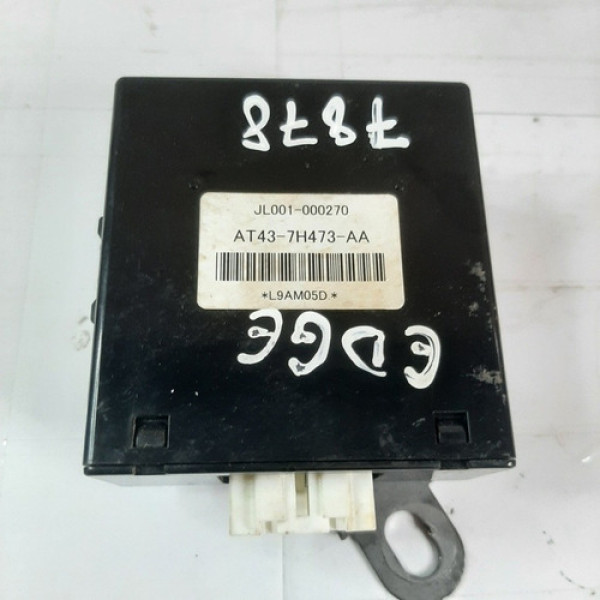 7878
JL001-000270
AT43-7H473-AA
*L9AM05D.*
EDGE